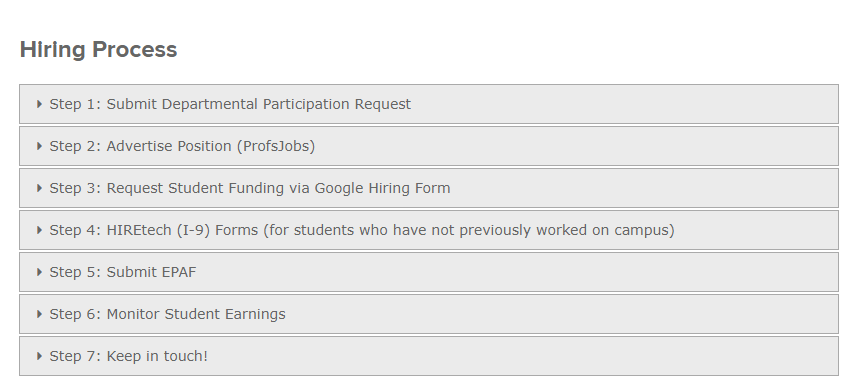 Hiring Process
Step 1: Submit Departmental Participation Request
Step 2: Advertise Position (ProfsJobs)
Step 3: Request Student Funding via Google Hiring Form
Step 4: HIREtech (I-9) Forms (for students who have not previously worked on campus)
Step 5: Submit EPAF
Step 6: Monitor Student Earnings
Step 7: Keep in touch!